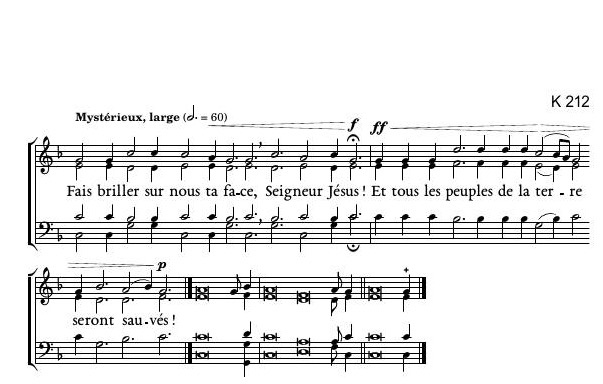 K 212
Mystérieux, large (𝅗𝅥. = 60)
f ff
Fais briller sur nous ta fa-ce, Seigneur Jésus ! Et tous les peuples de la ter - re
p
seront sau-vés !